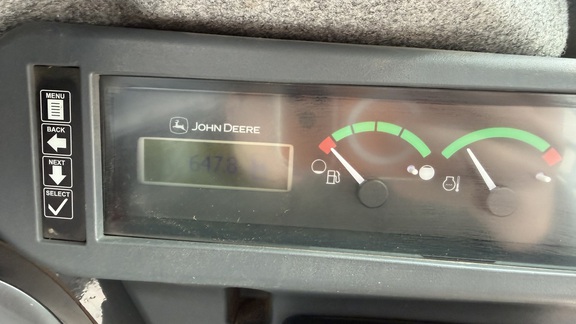 MENU
BACK
NEXT
SELECT
JOHN DEERE
647.8